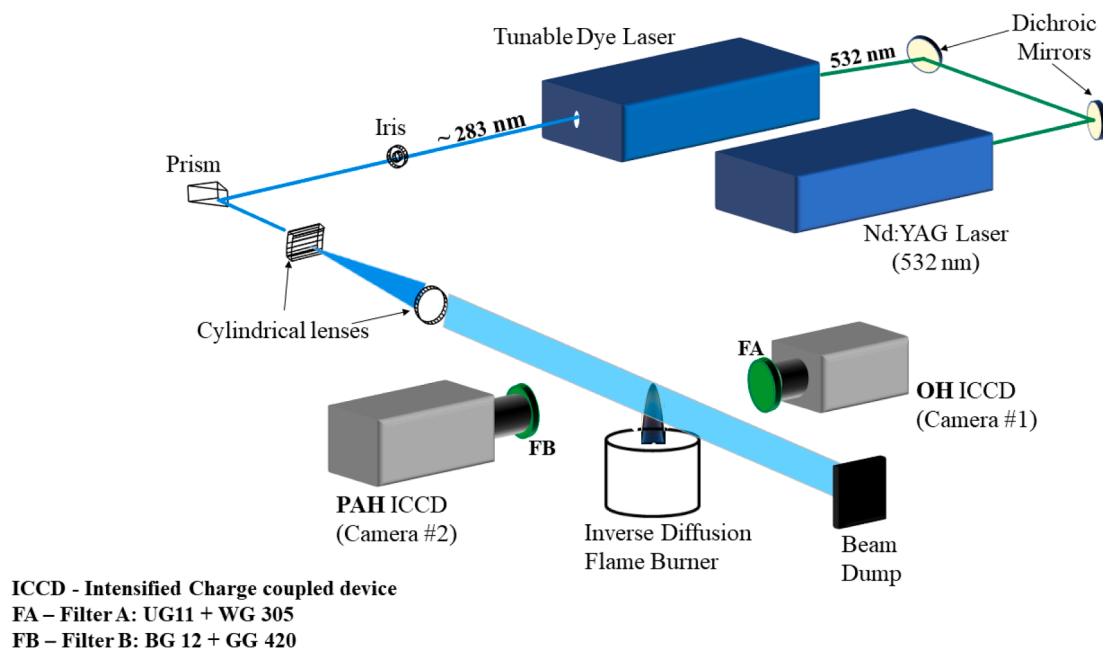 Tunable Dye Laser
532 nm
Dichroic
Mirrors
Iris
~ 283 nm
Prism
Nd:YAG Laser
(532 nm)
Cylindrical lenses
FA
OH ICCD
(Camera #1)
FB
PAH ICCD
(Camera #2)
Inverse Diffusion
Flame Burner
Beam
Dump
ICCD - Intensified Charge coupled device
FA – Filter A: UG11 + WG 305
FB – Filter B: BG 12 + GG 420